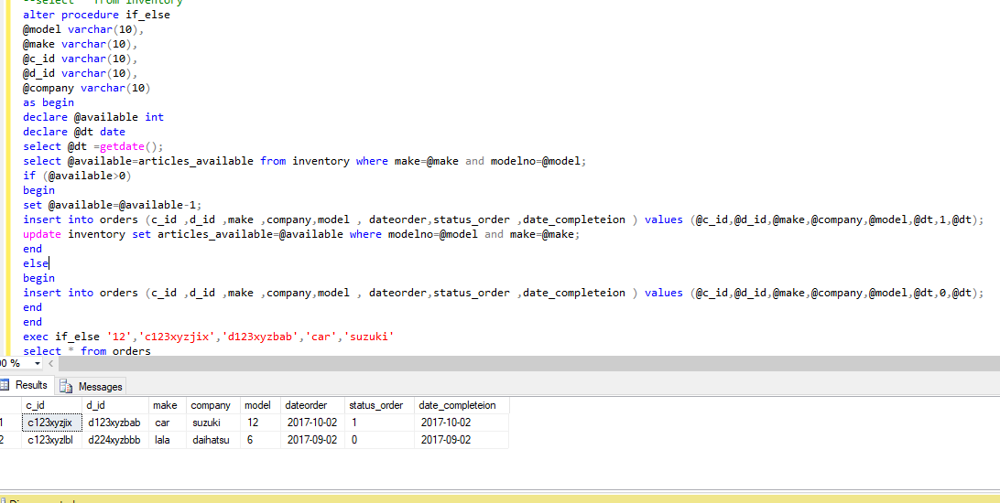 --select * from inventory
alter procedure if_else
@model varchar(10),
@make varchar(10),
@c_id varchar(10),
@d_id varchar(10),
@company varchar(10)
as begin
declare @available int
declare @dt date
select @dt =getdate();
select @available=articles_available from inventory where make=@make and modelno=@model;
if (@available>0)
begin
set @available=@available-1;
insert into orders (c_id ,d_id ,make ,company,model , dateorder,status_order ,date_completeion ) values (@c_id,@d_id,@make,@company,@model,@dt,1,@dt);
update inventory set articles_available=@available where modelno=@model and make=@make;
end
else
begin
insert into orders (c_id ,d_id ,make ,company,model , dateorder,status_order ,date_completeion ) values (@c_id,@d_id,@make,@company,@model,@dt,0,@dt);
end
end
exec if_else '12','c123xyzjix','d123xyzbab','car','suzuki'
select * from orders
00 %
Results Messages
c_id d_id make company model dateorder status_order date_completeion
1 c123xyzjix d123xyzbab car suzuki 12 2017-10-02 1 2017-10-02
2 c123xyzlbl d224xyzbbb lala daihatsu 6 2017-09-02 0 2017-09-02